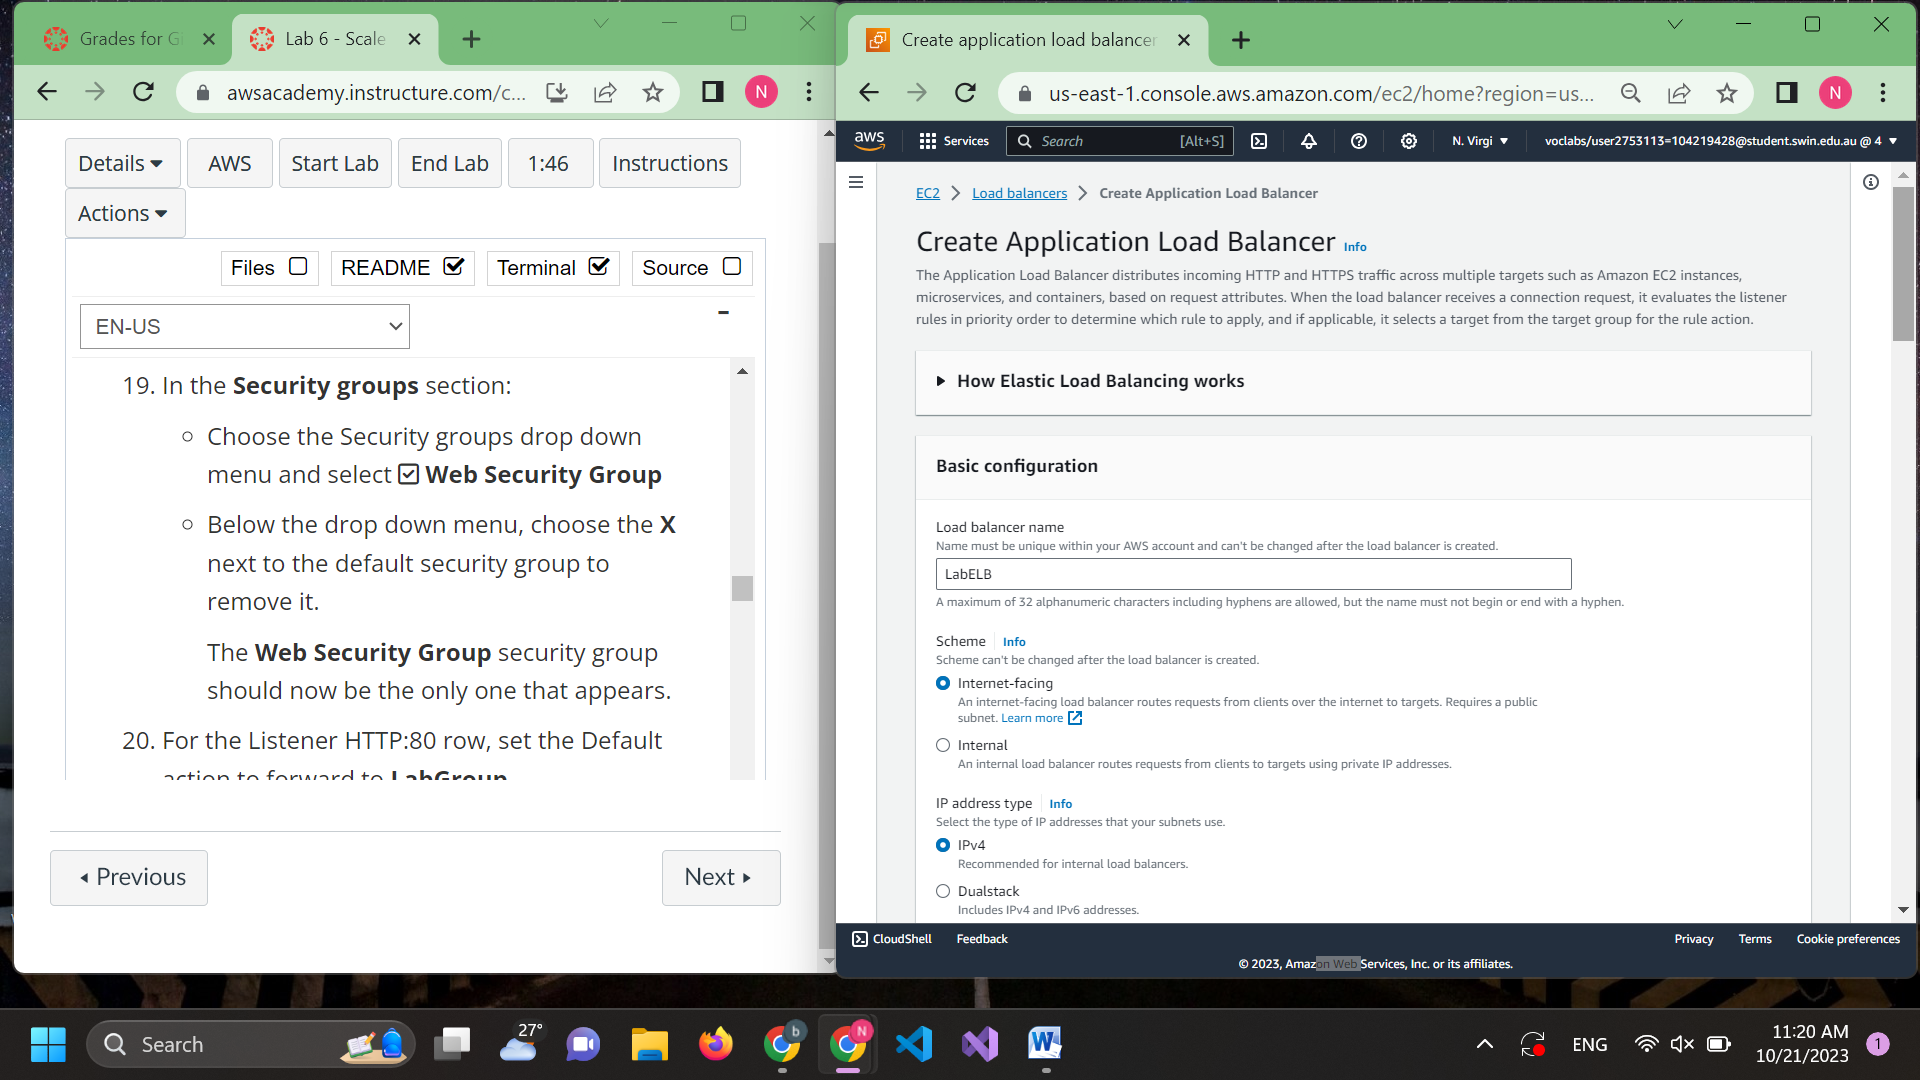 Grades for Gi
Lab 6 - Scale
awsacademy.instructure.com/c...
N
Details
AWS
Start Lab
End Lab
1:46
Instructions
Actions
Files
README
Terminal
Source
EN-US
-
19. In the Security groups section:
Choose the Security groups drop down
menu and select Web Security Group
Below the drop down menu, choose the X
next to the default security group to
remove it.
The Web Security Group security group
should now be the only one that appears.
20. For the Listener HTTP:80 row, set the Default
action to forward to LabGroup
Previous
Next
Create application load balancer
us-east-1.console.aws.amazon.com/ec2/home?region=us...
N
aws
Services
Search
[Alt+S]
N. Virgi
voclabs/user2753113=104219428@student.swin.edu.au @ 4
EC2
Load balancers
Create Application Load Balancer
Create Application Load Balancer Info
The Application Load Balancer distributes incoming HTTP and HTTPS traffic across multiple targets such as Amazon EC2 instances,
microservices, and containers, based on request attributes. When the load balancer receives a connection request, it evaluates the listener
rules in priority order to determine which rule to apply, and if applicable, it selects a target from the target group for the rule action.
How Elastic Load Balancing works
Basic configuration
Load balancer name
Name must be unique within your AWS account and can't be changed after the load balancer is created.
LabELB
A maximum of 32 alphanumeric characters including hyphens are allowed, but the name must not begin or end with a hyphen.
Scheme Info
Scheme can't be changed after the load balancer is created.
Internet-facing
An internet-facing load balancer routes requests from clients over the internet to targets. Requires a public
subnet. Learn more
Internal
An internal load balancer routes requests from clients to targets using private IP addresses.
IP address type Info
Select the type of IP addresses that your subnets use.
IPv4
Recommended for internal load balancers.
Dualstack
Includes IPv4 and IPv6 addresses.
CloudShell
Feedback
Privacy
Terms
Cookie preferences
© 2023, Amazon Web Services, Inc. or its affiliates.
Search
27°
b
N
W
ENG
11:20 AM
10/21/2023
1